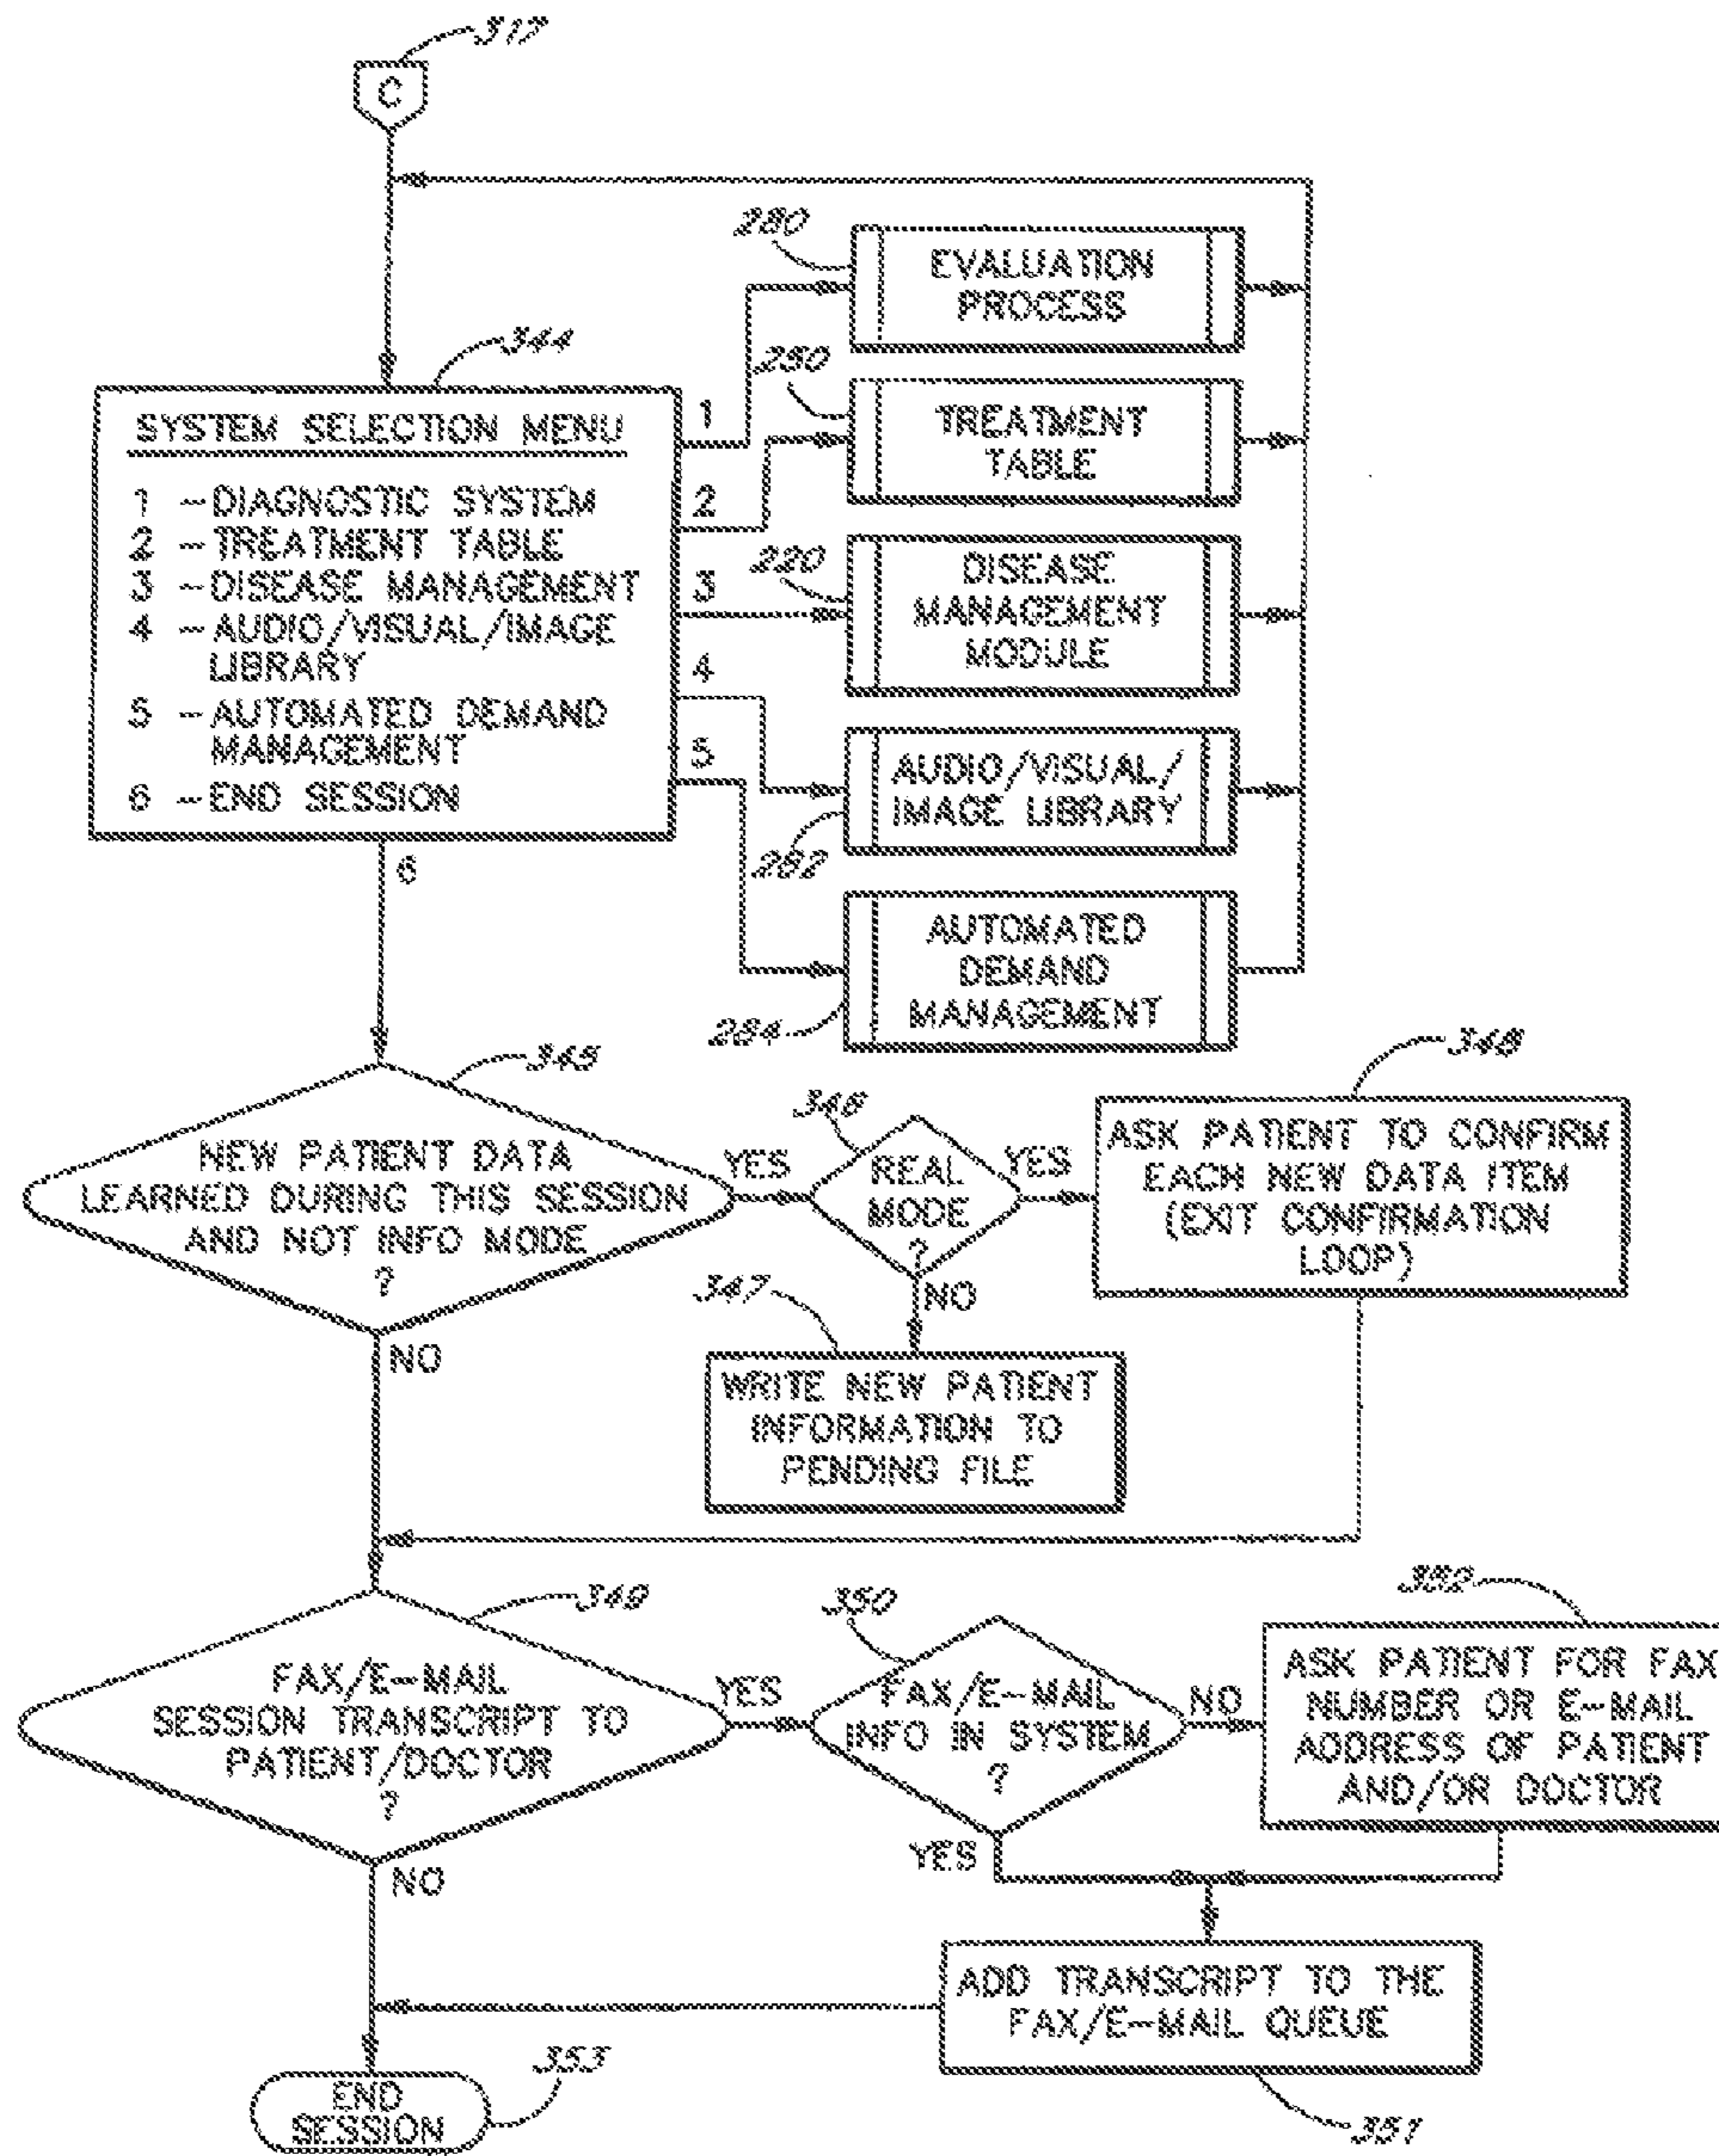 317
C
280
EVALUATION
PROCESS
344
250
TREATMENT
TABLE
SYSTEM SELECTION MENU
1 - DIAGNOSTIC SYSTEM
2 - TREATMENT TABLE
3 - DISEASE MANAGEMENT
4 - AUDIO/VISUAL/IMAGE
LIBRARY
5 - AUTOMATED DEMAND
MANAGEMENT
6 - END SESSION
1
2
3
4
5
6
220
DISEASE
MANAGEMENT
MODULE
AUDIO/VISUAL/
IMAGE LIBRARY
282
AUTOMATED
DEMAND
MANAGEMENT
284
345
NEW PATIENT DATA
LEARNED DURING THIS SESSION
AND NOT INFO MODE
?
YES
NO
346
REAL
MODE
?
YES
NO
348
ASK PATIENT TO CONFIRM
EACH NEW DATA ITEM
(EXIT CONFIRMATION
LOOP)
347
WRITE NEW PATIENT
INFORMATION TO
PENDING FILE
349
FAX/E-MAIL
SESSION TRANSCRIPT TO
PATIENT/DOCTOR
?
YES
NO
350
FAX/E-MAIL
INFO IN SYSTEM
?
NO
YES
352
ASK PATIENT FOR FAX
NUMBER OR E-MAIL
ADDRESS OF PATIENT
AND/OR DOCTOR
ADD TRANSCRIPT TO THE
FAX/E-MAIL QUEUE
351
353
END
SESSION